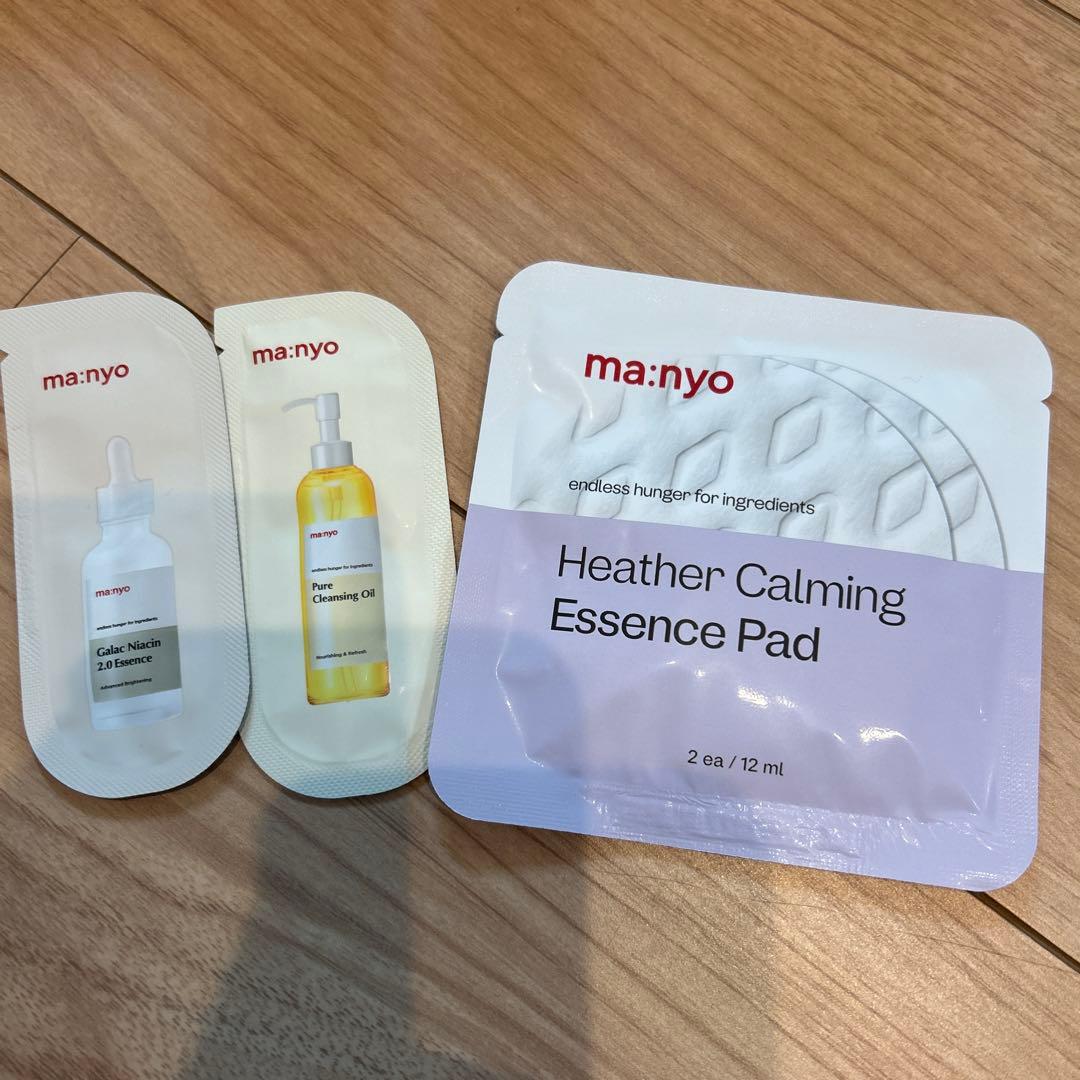 ma:nyo
ma:nyo
endless hunger for ingredients
Galac Niacin
2.0 Essence
Advanced Brightening
ma:nyo
ma:nyo
endless hunger for ingredients
Pure
Cleansing Oil
Nourishing & Refresh
ma:nyo
endless hunger for ingredients
Heather Calming
Essence Pad
2 ea / 12 ml